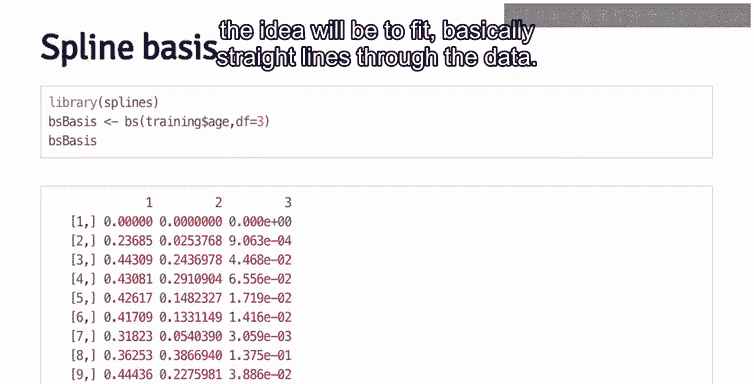 the idea will be to fit, basically
straight lines through the data.
Spline basis
library(splines)
bsBasis <- bs(training$age,df=3)
bsBasis
1 2 3
[1,] 0.00000 0.0000000 0.000e+00
[2,] 0.23685 0.0253768 9.063e-04
[3,] 0.44309 0.2436978 4.468e-02
[4,] 0.43081 0.2910904 6.556e-02
[5,] 0.42617 0.1482327 1.719e-02
[6,] 0.41709 0.1331149 1.416e-02
[7,] 0.31823 0.0540390 3.059e-03
[8,] 0.36253 0.3866940 1.375e-01
[9,] 0.44436 0.2275981 3.886e-02